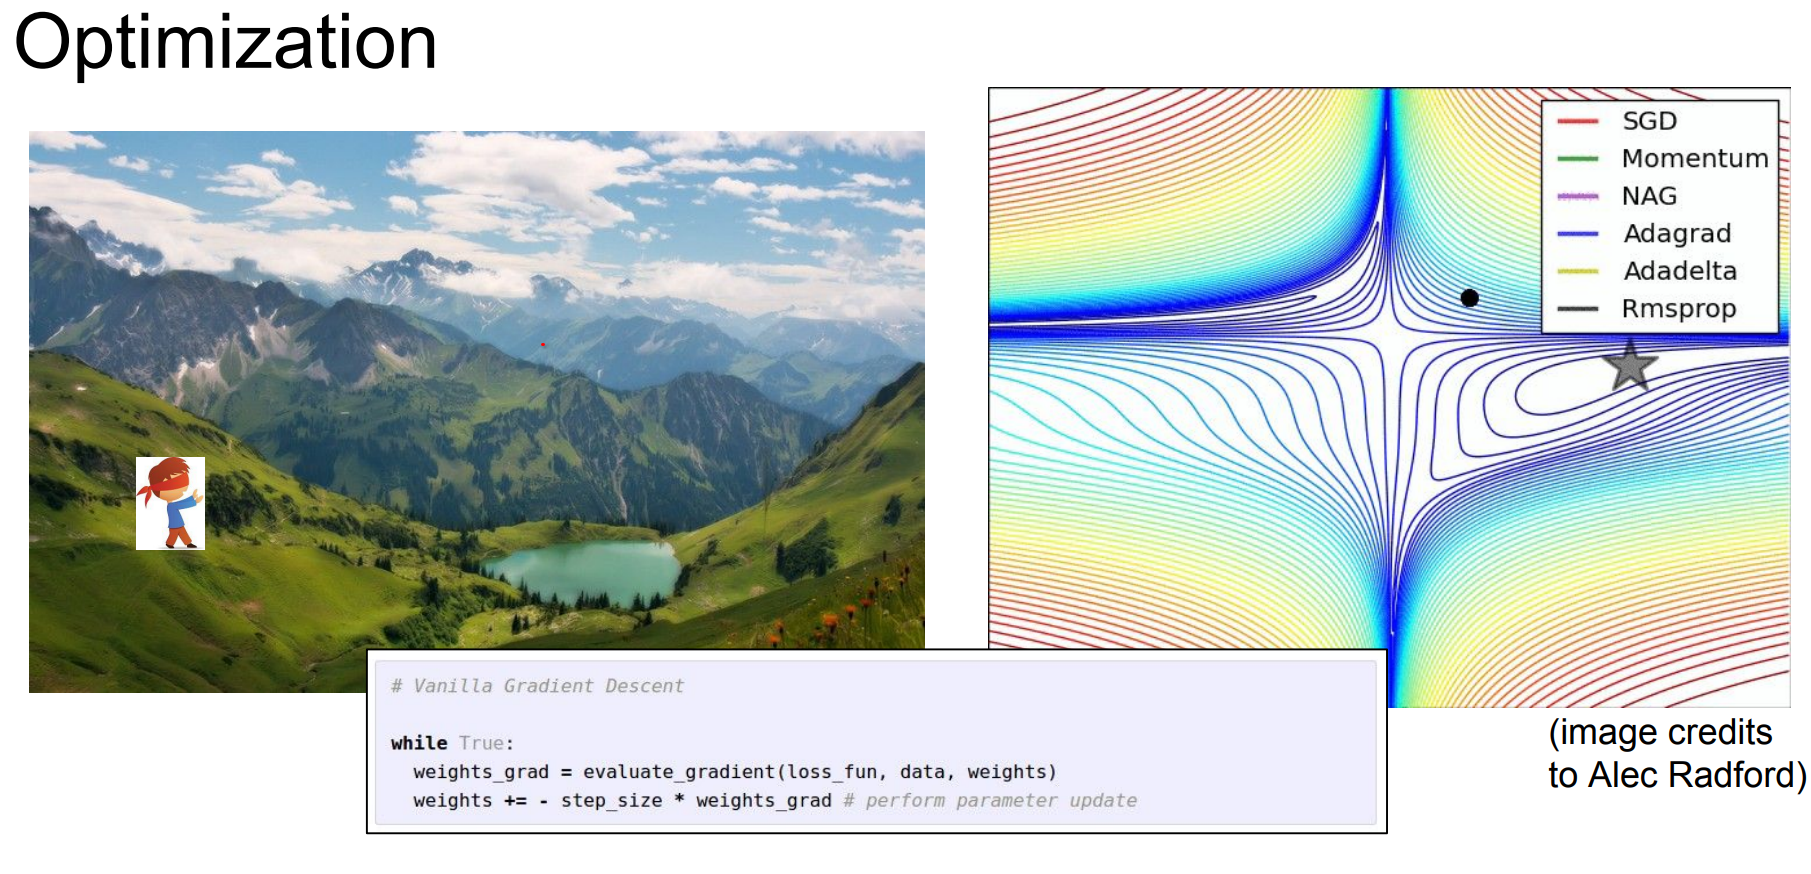 Optimization
SGD
Momentum
NAG
Adagrad
Adadelta
Rmsprop
# Vanilla Gradient Descent
while True:
weights_grad = evaluate_gradient(loss_fun, data, weights)
weights += - step_size * weights_grad # perform parameter update
(image credits
to Alec Radford)